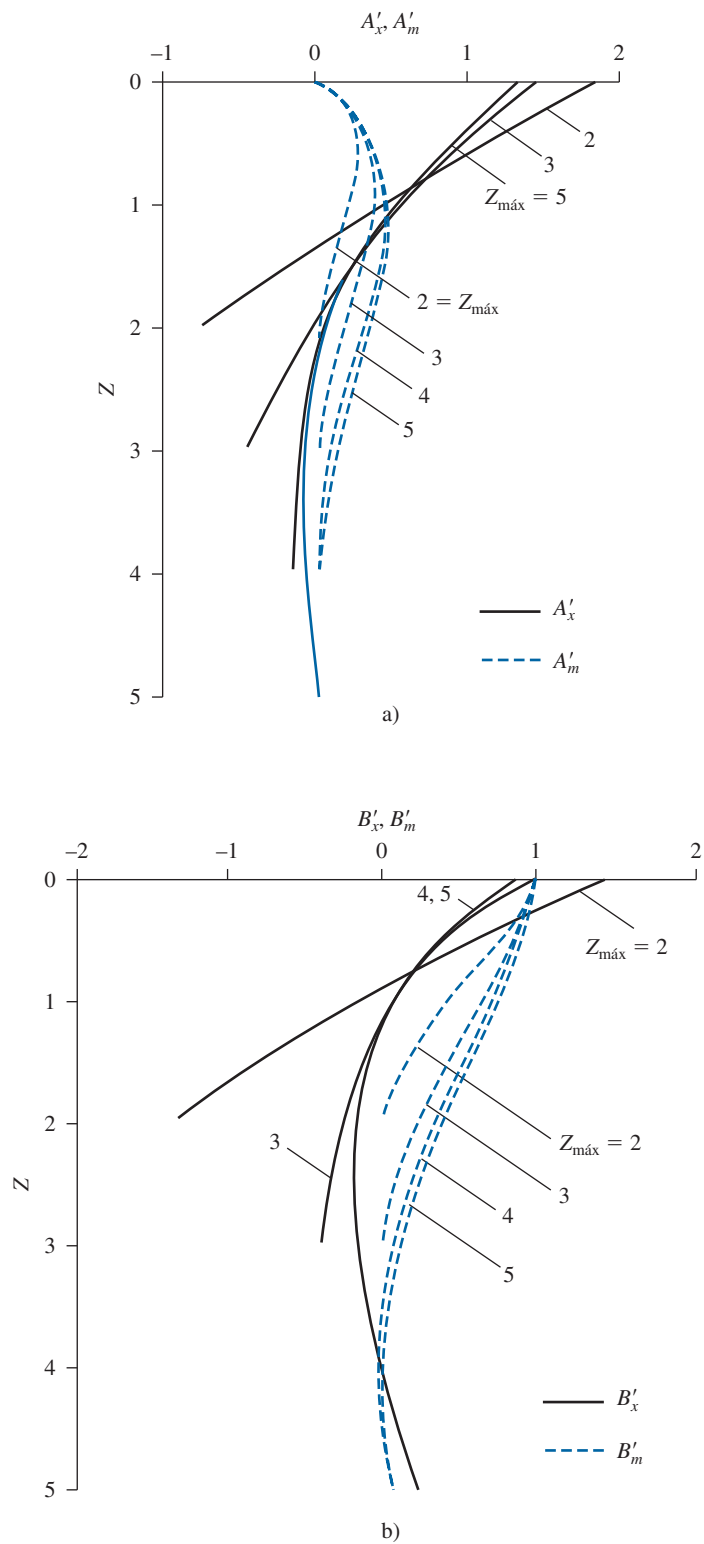 A′x, A′m
−1 0 1 2
0
2
3
Zmáx = 5
1
2 = Zmáx
2
3
4
5
Z
3
4
A′x
A′m
5
a)
B′x, B′m
−2 −1 0 1 2
0
4, 5
Zmáx = 2
1
2
3
Zmáx = 2
3
4
Z
3
5
4
B′x
B′m
5
b)